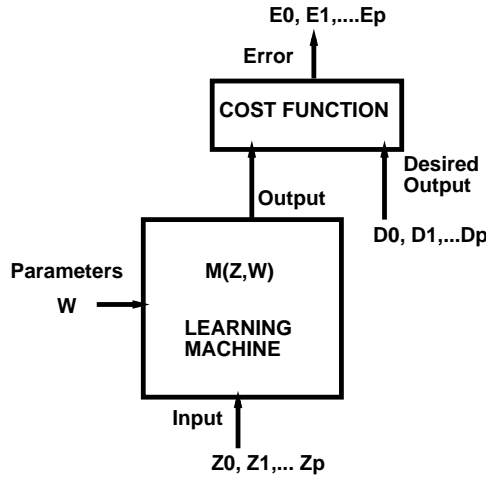 E0, E1,....Ep
Error
COST FUNCTION
Desired
Output
Output
D0, D1,...Dp
Parameters
M(Z,W)
W
LEARNING
MACHINE
Input
Z0, Z1,... Zp